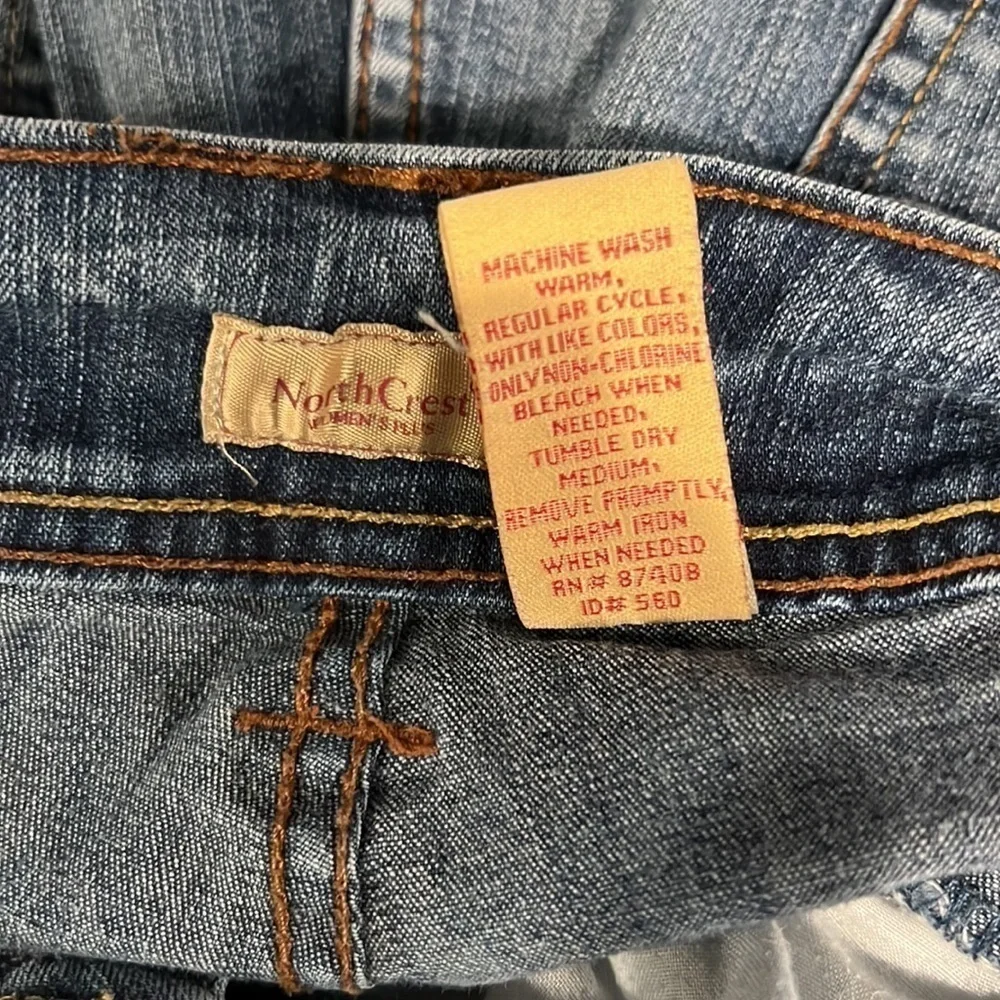 NorthCrest
WOMEN'S PLUS
MACHINE WASH
WARM,
REGULAR CYCLE,
WITH LIKE COLORS,
ONLY NON-CHLORINE
BLEACH WHEN
NEEDED,
TUMBLE DRY
MEDIUM,
REMOVE PROMPTLY,
WARM IRON
WHEN NEEDED
RN# 87408
ID# 560